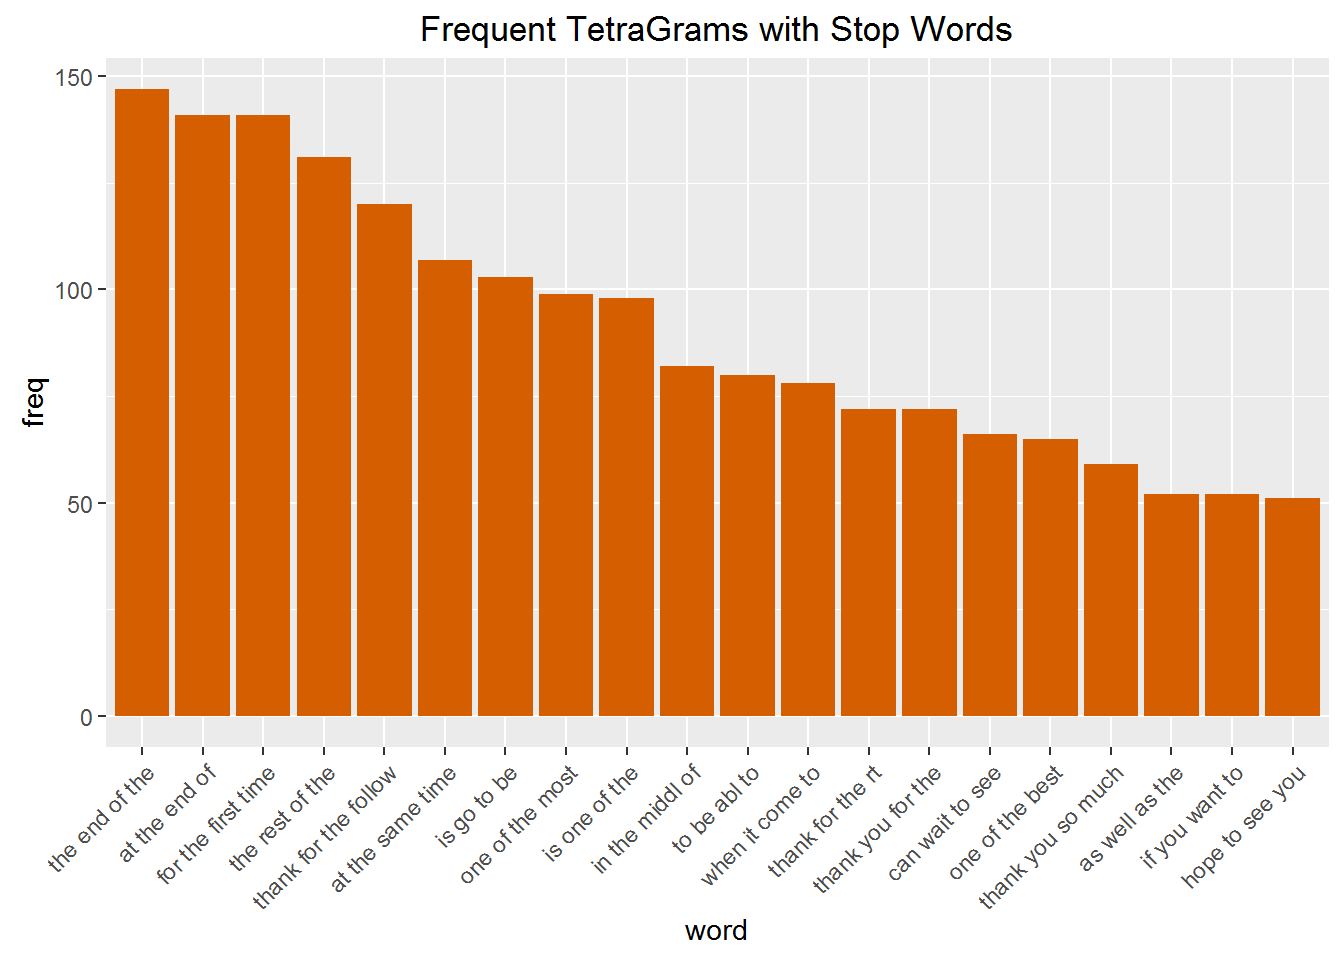 Frequent TetraGrams with Stop Words
150
100
50
0
freq
the end of the
at the end of
for the first time
the rest of the
thank for the follow
at the same time
is go to be
one of the most
is one of the
in the middl of
to be abl to
when it come to
thank for the rt
thank you for the
can wait to see
one of the best
thank you so much
as well as the
if you want to
hope to see you
word